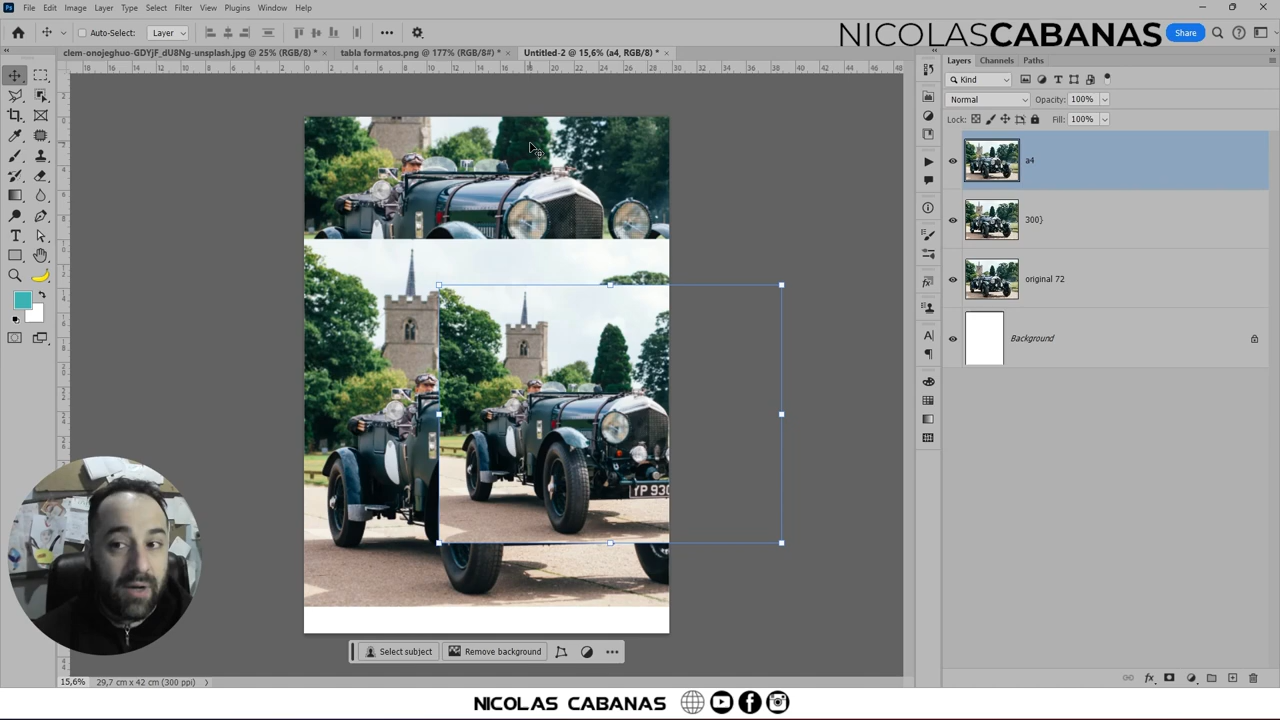 File Edit Image Layer Type Select Filter View Plugins Window Help
Auto-Select: Layer
NICOLASCABANAS
Share
clem-onojeghuo-GDYjF_dU8Ng-unsplash.jpg @ 25% (RGB/8) *
tabla formatos.png @ 177% (RGB/8#) *
Untitled-2 @ 15,6% (a4, RGB/8) *
Layers Channels Paths
Kind
Normal Opacity: 100%
Lock: Fill: 100%
a4
300}
original 72
Background
YP 930
Select subject Remove background
15,6% 29,7 cm x 42 cm (300 ppi)
NICOLAS CABANAS